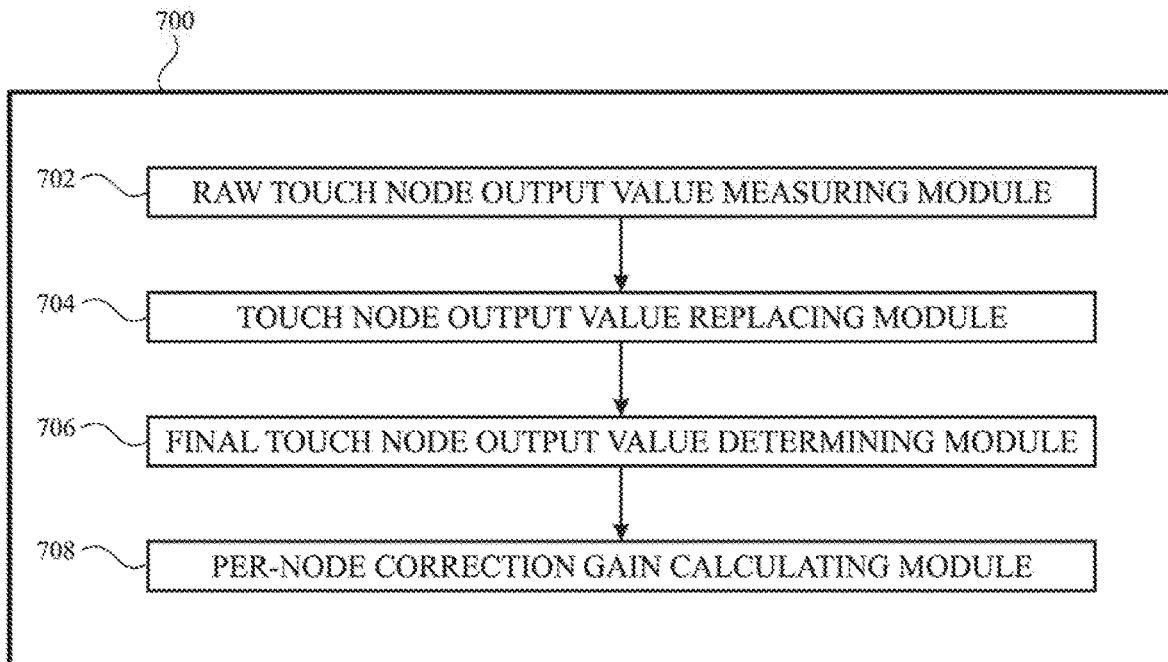 700
702
RAW TOUCH NODE OUTPUT VALUE MEASURING MODULE
704
TOUCH NODE OUTPUT VALUE REPLACING MODULE
706
FINAL TOUCH NODE OUTPUT VALUE DETERMINING MODULE
708
PER-NODE CORRECTION GAIN CALCULATING MODULE